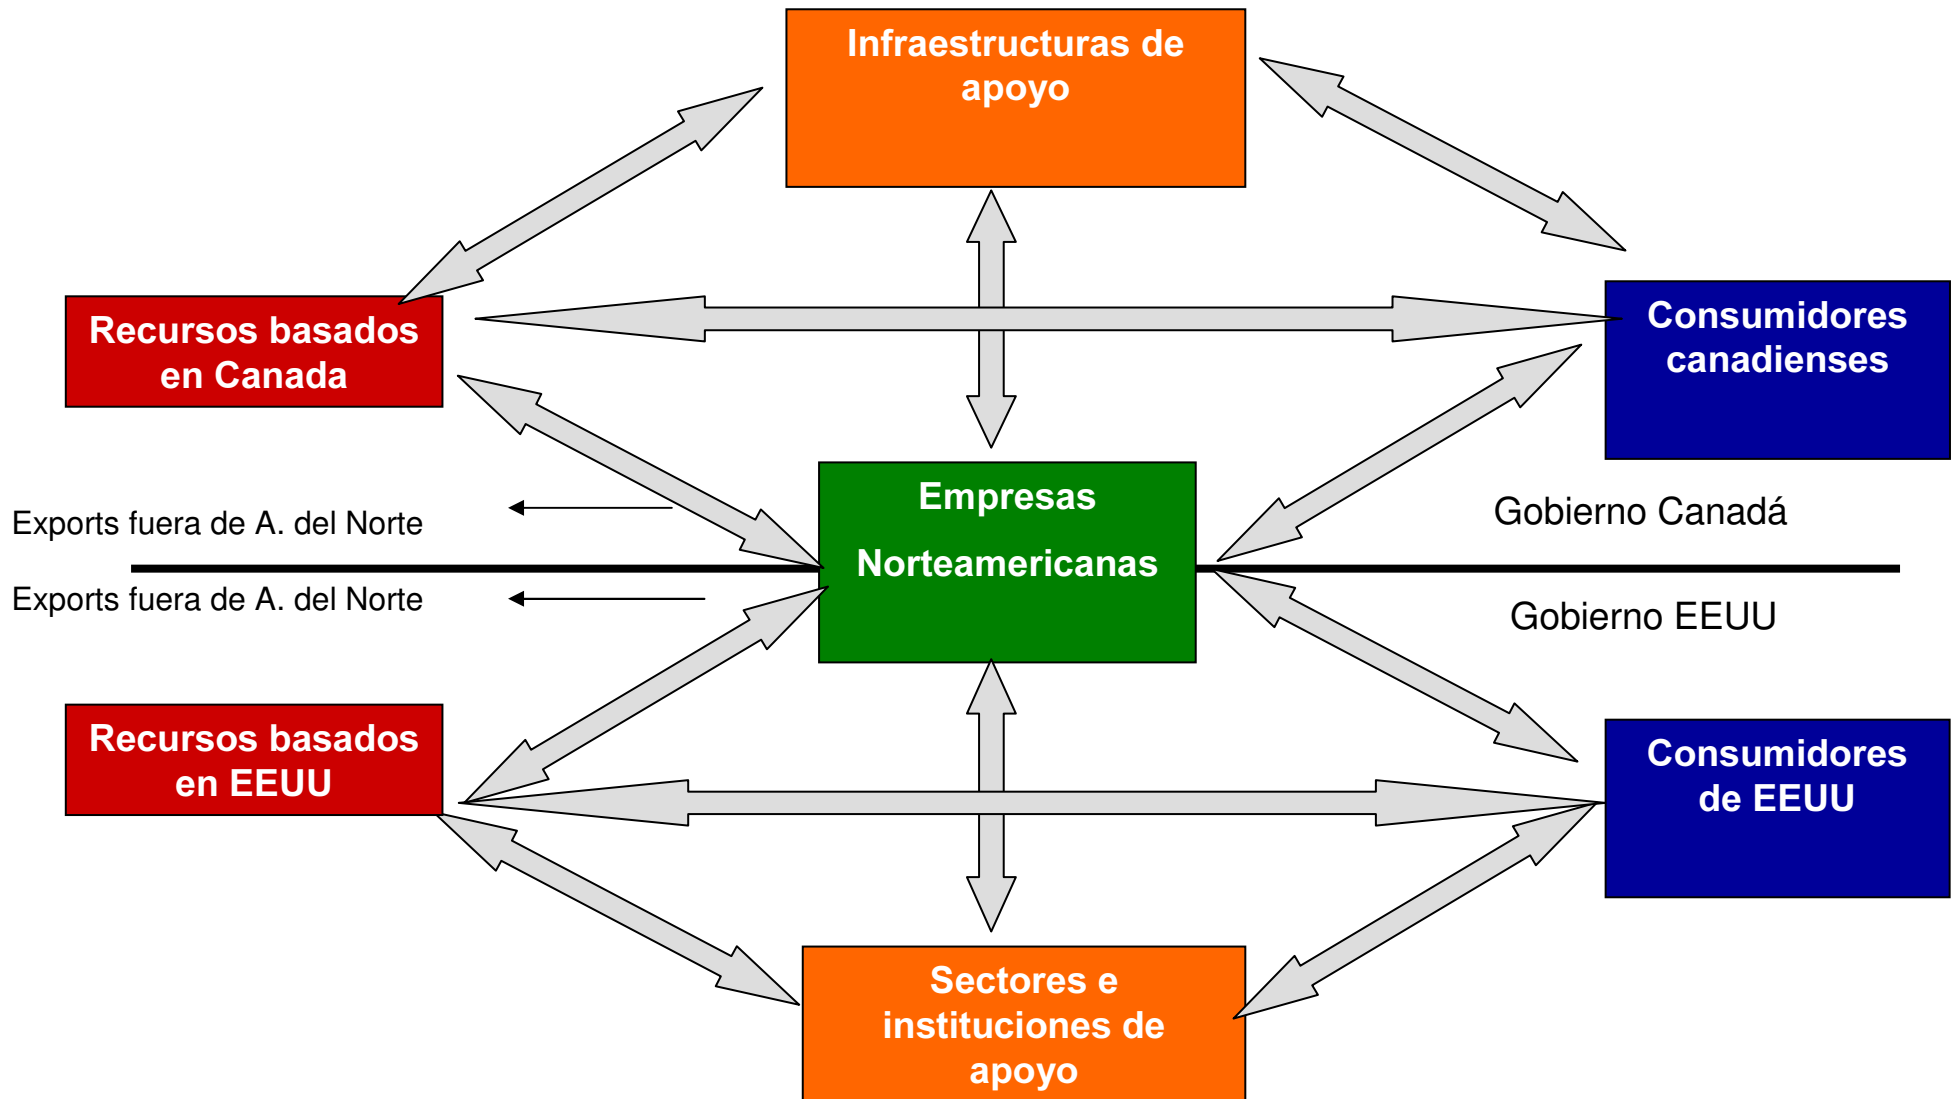 Infraestructuras de
apoyo
Recursos basados
en Canada
Consumidores
canadienses
Empresas
Norteamericanas
Exports fuera de A. del Norte
Gobierno Canadá
Exports fuera de A. del Norte
Gobierno EEUU
Recursos basados
en EEUU
Consumidores
de EEUU
Sectores e
instituciones de
apoyo